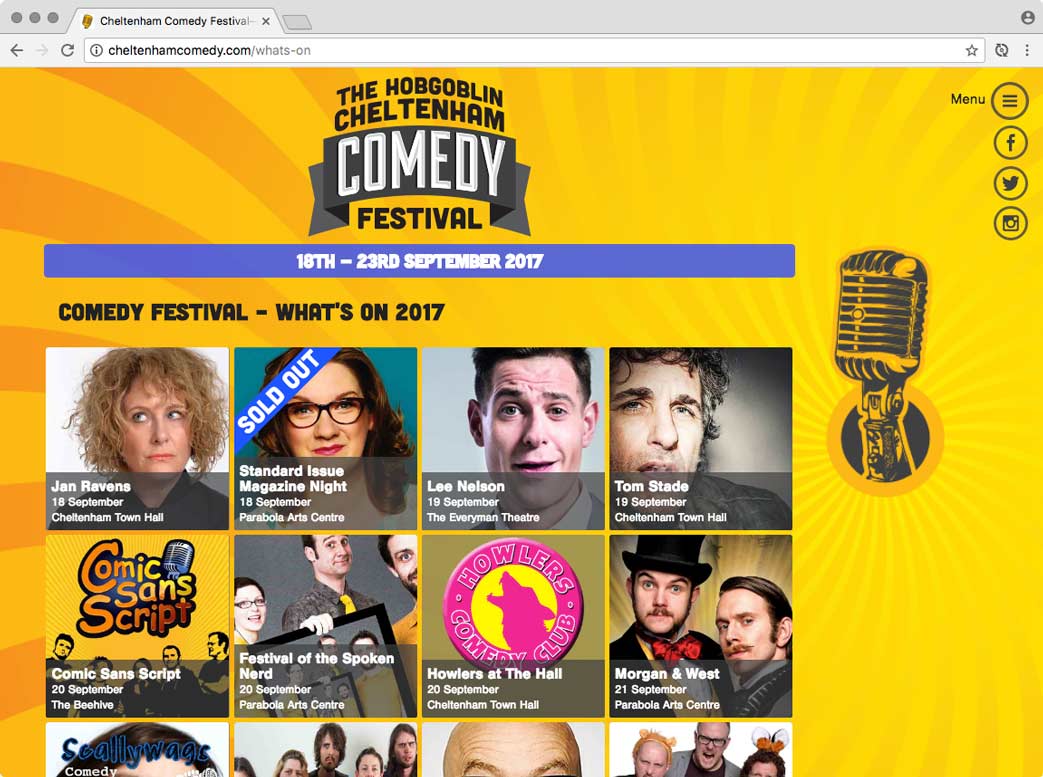 Cheltenham Comedy Festival
cheltenhamcomedy.com/whats-on
Menu
THE HOBGOBLIN
CHELTENHAM
COMEDY
FESTIVAL
18TH – 23RD SEPTEMBER 2017
COMEDY FESTIVAL – WHAT'S ON 2017
Jan Ravens
18 September
Cheltenham Town Hall
SOLD OUT
Standard Issue
Magazine Night
18 September
Parabola Arts Centre
Lee Nelson
19 September
The Everyman Theatre
Tom Stade
19 September
Cheltenham Town Hall
Comic
Sans
Script
Comic Sans Script
20 September
The Beehive
Festival of the Spoken
Nerd
20 September
Parabola Arts Centre
HOWLERS
COMEDY CLUB
Howlers at The Hall
20 September
Cheltenham Town Hall
Morgan & West
21 September
Parabola Arts Centre
Scallywags
Comedy